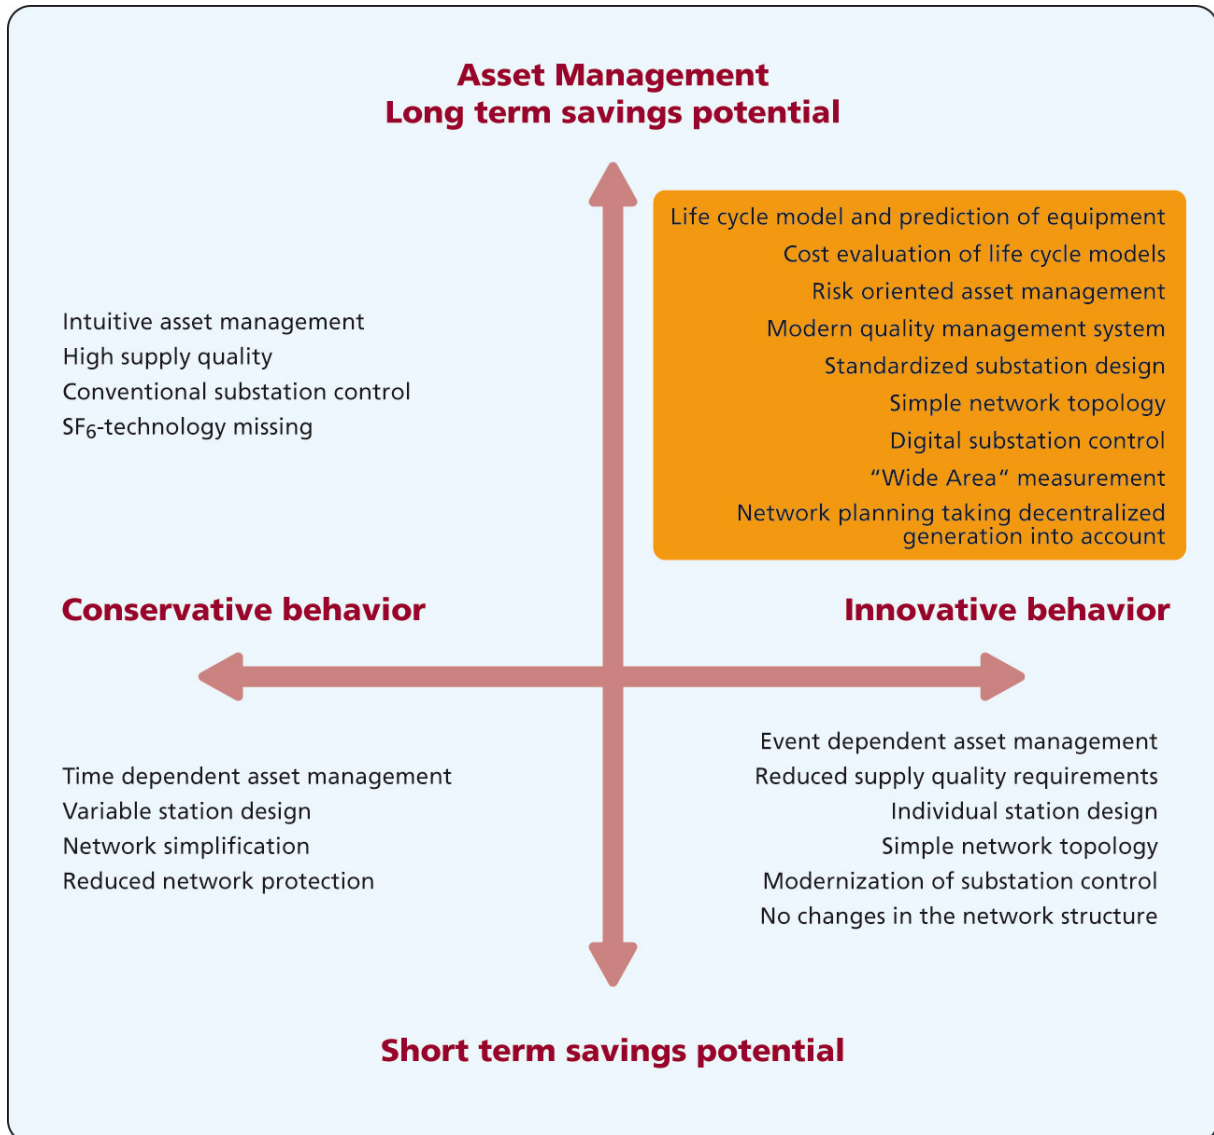 Asset Management
Long term savings potential
Intuitive asset management
High supply quality
Conventional substation control
SF₆-technology missing
Life cycle model and prediction of equipment
Cost evaluation of life cycle models
Risk oriented asset management
Modern quality management system
Standardized substation design
Simple network topology
Digital substation control
“Wide Area“ measurement
Network planning taking decentralized
generation into account
Conservative behavior
Innovative behavior
Time dependent asset management
Variable station design
Network simplification
Reduced network protection
Event dependent asset management
Reduced supply quality requirements
Individual station design
Simple network topology
Modernization of substation control
No changes in the network structure
Short term savings potential